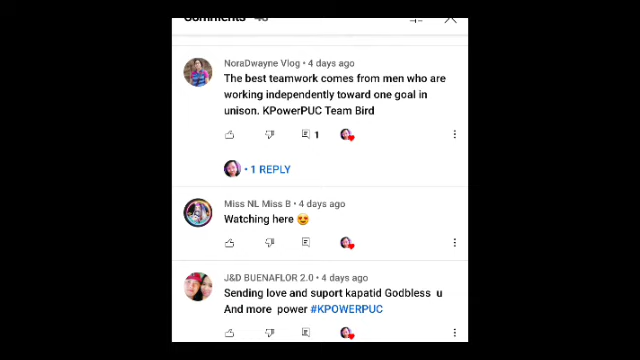 Comments 48
NoraDwayne Vlog • 4 days ago
The best teamwork comes from men who are
working independently toward one goal in
unison. KPowerPUC Team Bird
1
• 1 REPLY
Miss NL Miss B • 4 days ago
Watching here 😍
J&D BUENAFLOR 2.0 • 4 days ago
Sending love and suport kapatid Godbless u
And more power #KPOWERPUC